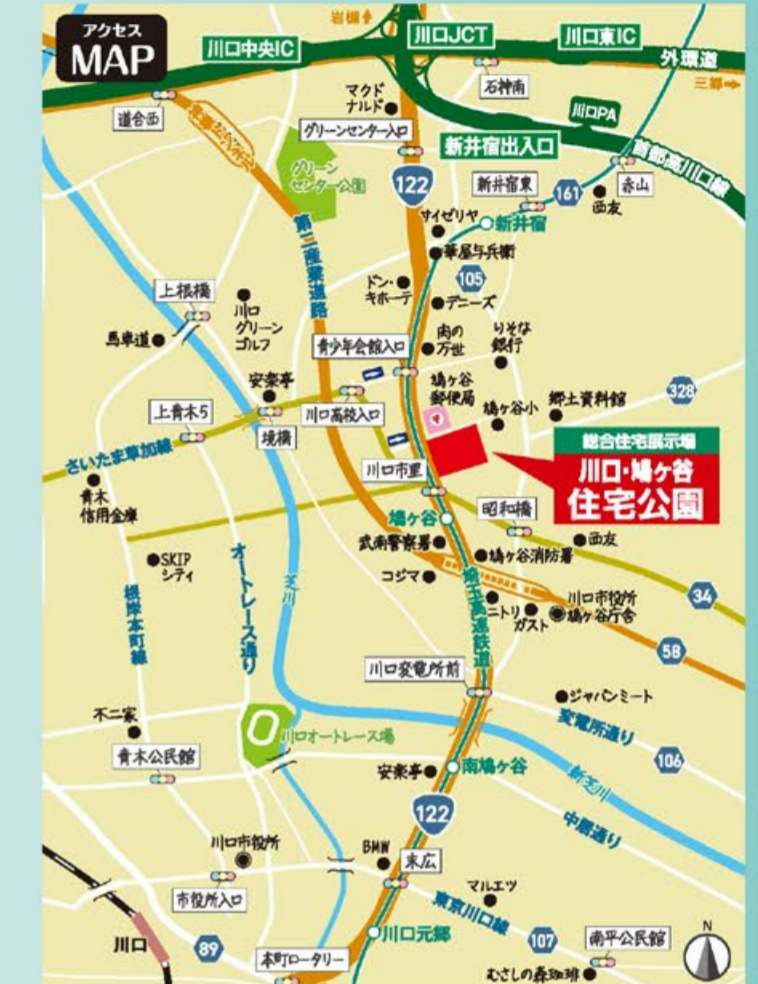 アクセス
MAP
岩槻
川口中央IC
川口JCT
川口東IC
外環道
三郷
石神南
道合西
マクド
ナルド
グリーンセンター入口
川口PA
新井宿出入口
首都高川口線
グリーン
センター公園
122
新井宿東
161
赤山
西友
サイゼリヤ
新井宿
華屋与兵衛
第二産業道路
ドン・
キホーテ
105
デニーズ
上根橋
川口
グリーン
ゴルフ
馬車道
青少年会館入口
肉の
万世
りそな
銀行
安楽亭
鳩ヶ谷
郵便局
328
上青木5
川口高校入口
鳩ヶ谷小
郷土資料館
境橋
さいたま草加線
総合住宅展示場
川口・鳩ヶ谷
住宅公園
川口市里
青木
信用金庫
鳩ヶ谷
昭和橋
武南警察署
鳩ヶ谷消防署
西友
SKIP
シティ
オートレース通り
芝川
コジマ
埼玉高速鉄道
根岸本町線
ニトリ
ガスト
川口市役所
鳩ヶ谷庁舎
34
58
川口変電所前
ジャパンミート
変電所通り
不二家
川口オートレース場
青木公民館
106
安楽亭
南鳩ヶ谷
新芝川
122
中居通り
川口市役所
BMW
末広
市役所入口
マルエツ
東京川口線
川口
89
川口元郷
107
南平公民館
本町ロータリー
むさしの森珈琲
N